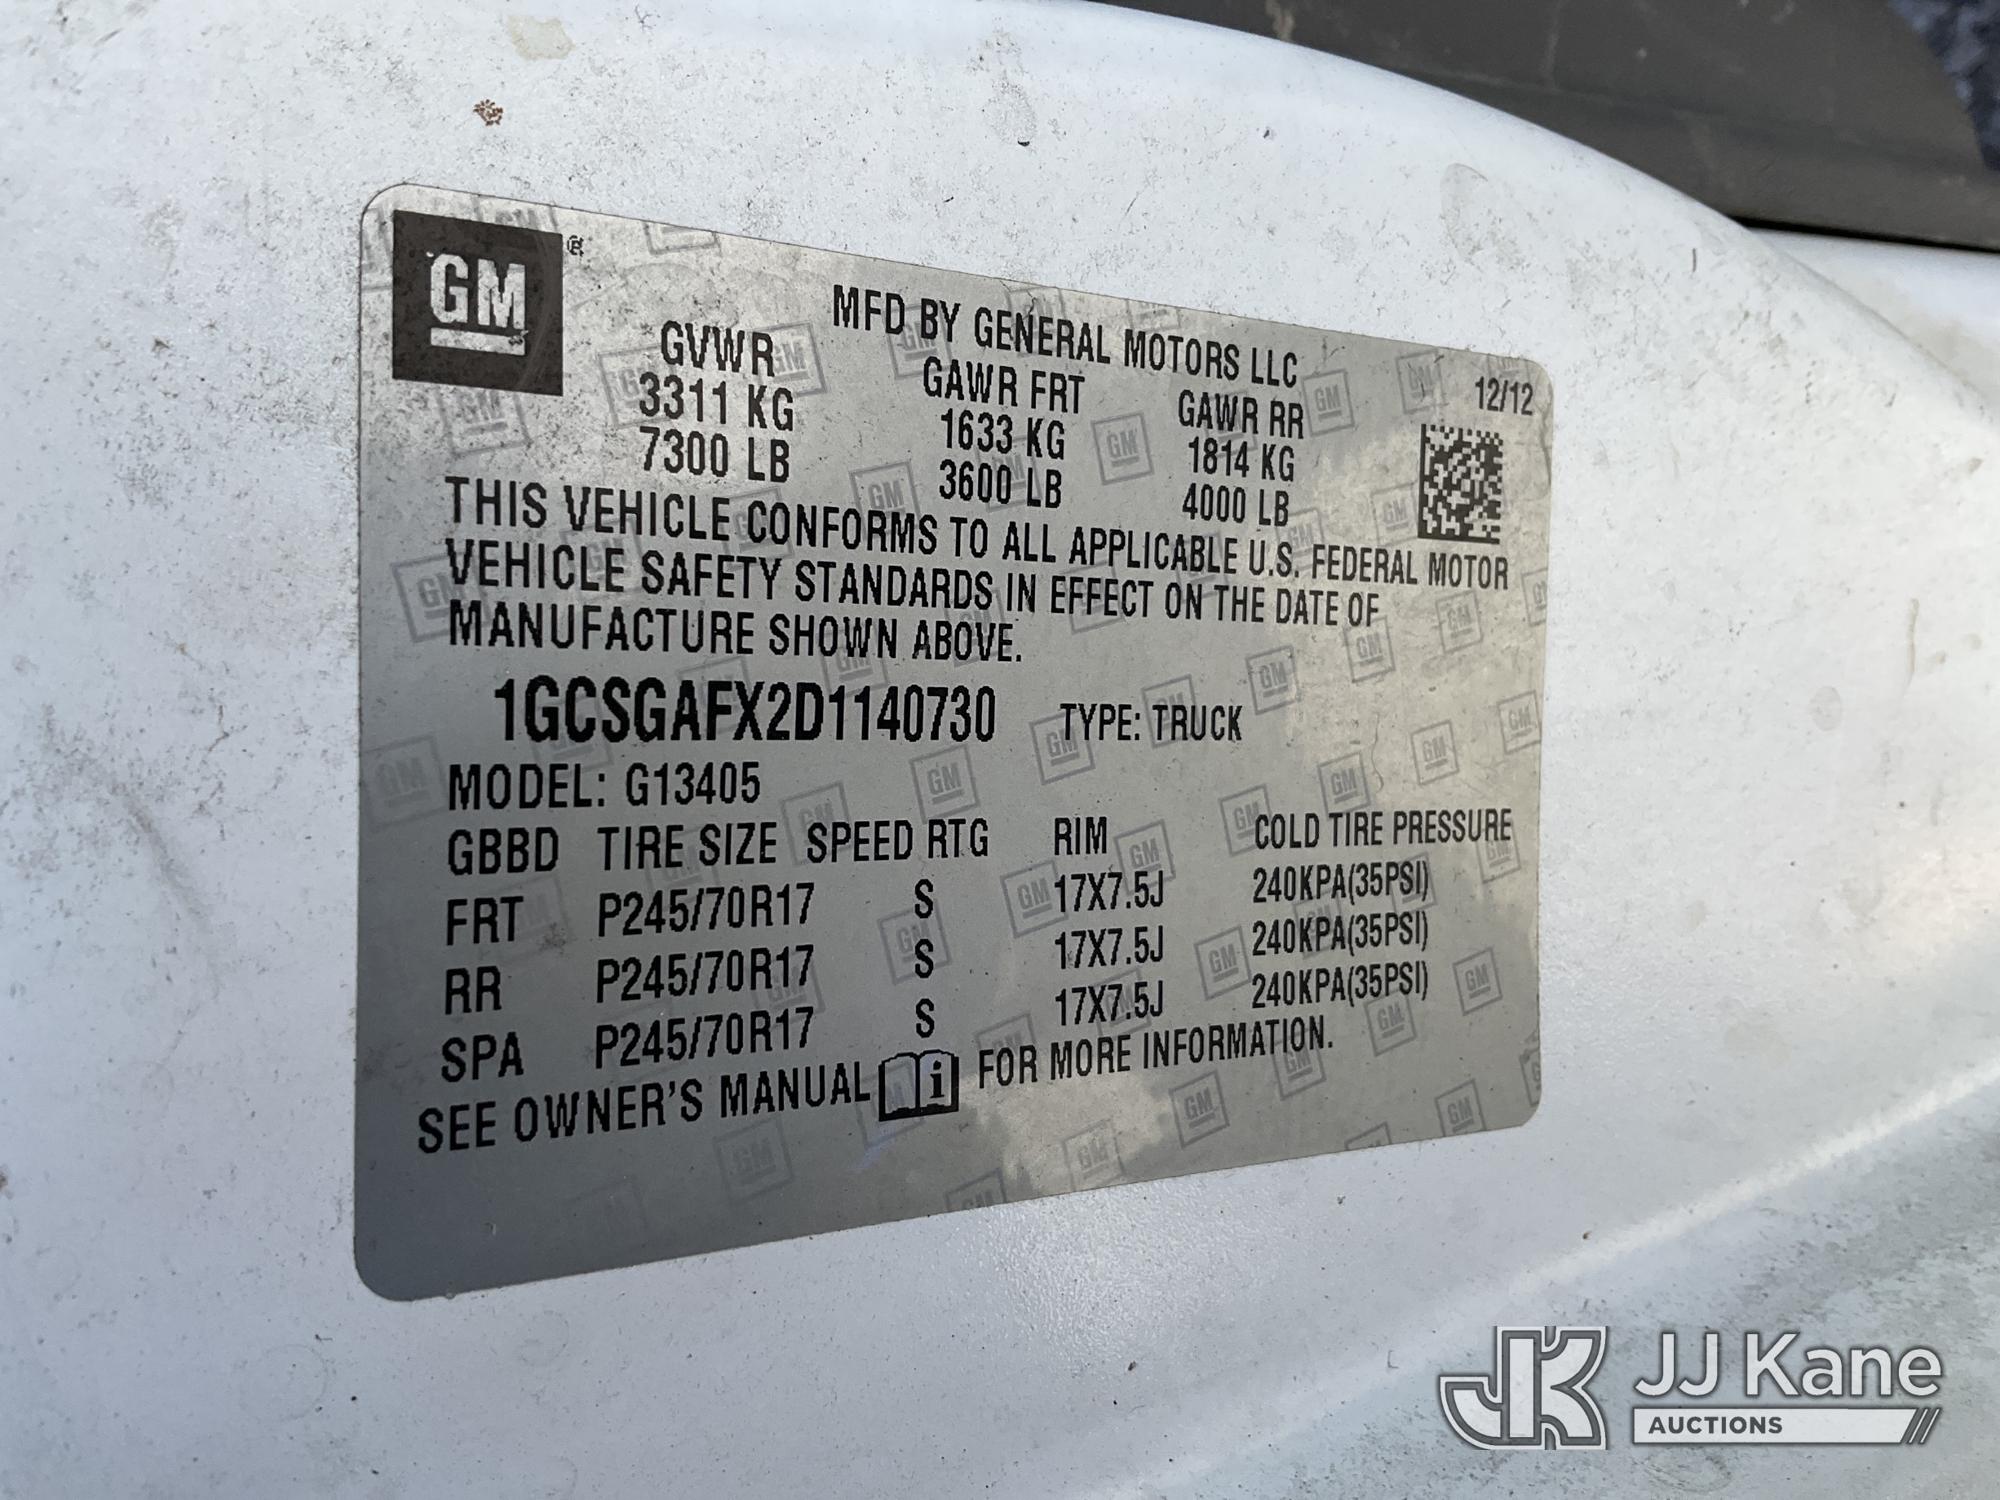 GM ®
MFD BY GENERAL MOTORS LLC
12/12
GVWR GAWR FRT GAWR RR
3311 KG 1633 KG 1814 KG
7300 LB 3600 LB 4000 LB
THIS VEHICLE CONFORMS TO ALL APPLICABLE U.S. FEDERAL MOTOR
VEHICLE SAFETY STANDARDS IN EFFECT ON THE DATE OF
MANUFACTURE SHOWN ABOVE.
1GCSGAFX2D1140730 TYPE: TRUCK
MODEL: G13405
GBBD TIRE SIZE SPEED RTG RIM COLD TIRE PRESSURE
FRT P245/70R17 S 17X7.5J 240KPA(35PSI)
RR P245/70R17 S 17X7.5J 240KPA(35PSI)
SPA P245/70R17 S 17X7.5J 240KPA(35PSI)
SEE OWNER'S MANUAL i FOR MORE INFORMATION.
JK JJ Kane
AUCTIONS